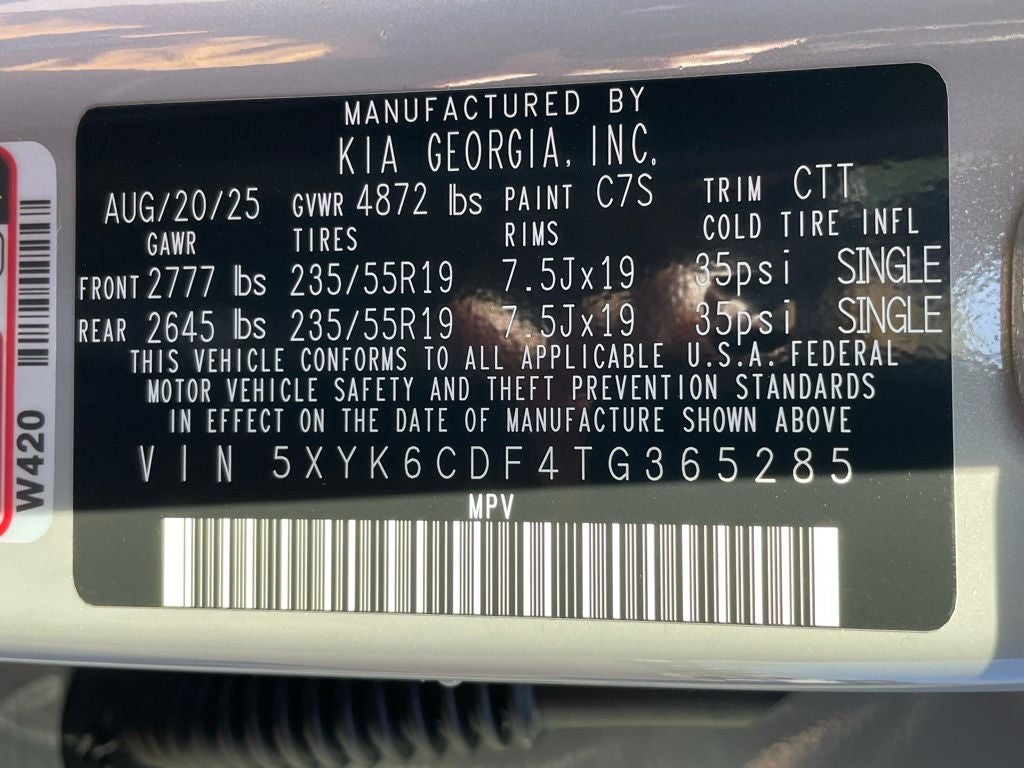 MANUFACTURED BY
KIA GEORGIA, INC.
AUG/20/25 GVWR 4872 lbs PAINT C7S TRIM CTT
GAWR TIRES RIMS COLD TIRE INFL
FRONT 2777 lbs 235/55R19 7.5Jx19 35psi SINGLE
REAR 2645 lbs 235/55R19 7.5Jx19 35psi SINGLE
THIS VEHICLE CONFORMS TO ALL APPLICABLE U.S.A. FEDERAL
MOTOR VEHICLE SAFETY AND THEFT PREVENTION STANDARDS
IN EFFECT ON THE DATE OF MANUFACTURE SHOWN ABOVE
VIN 5XYK6CDF4TG365285
MPV
W420